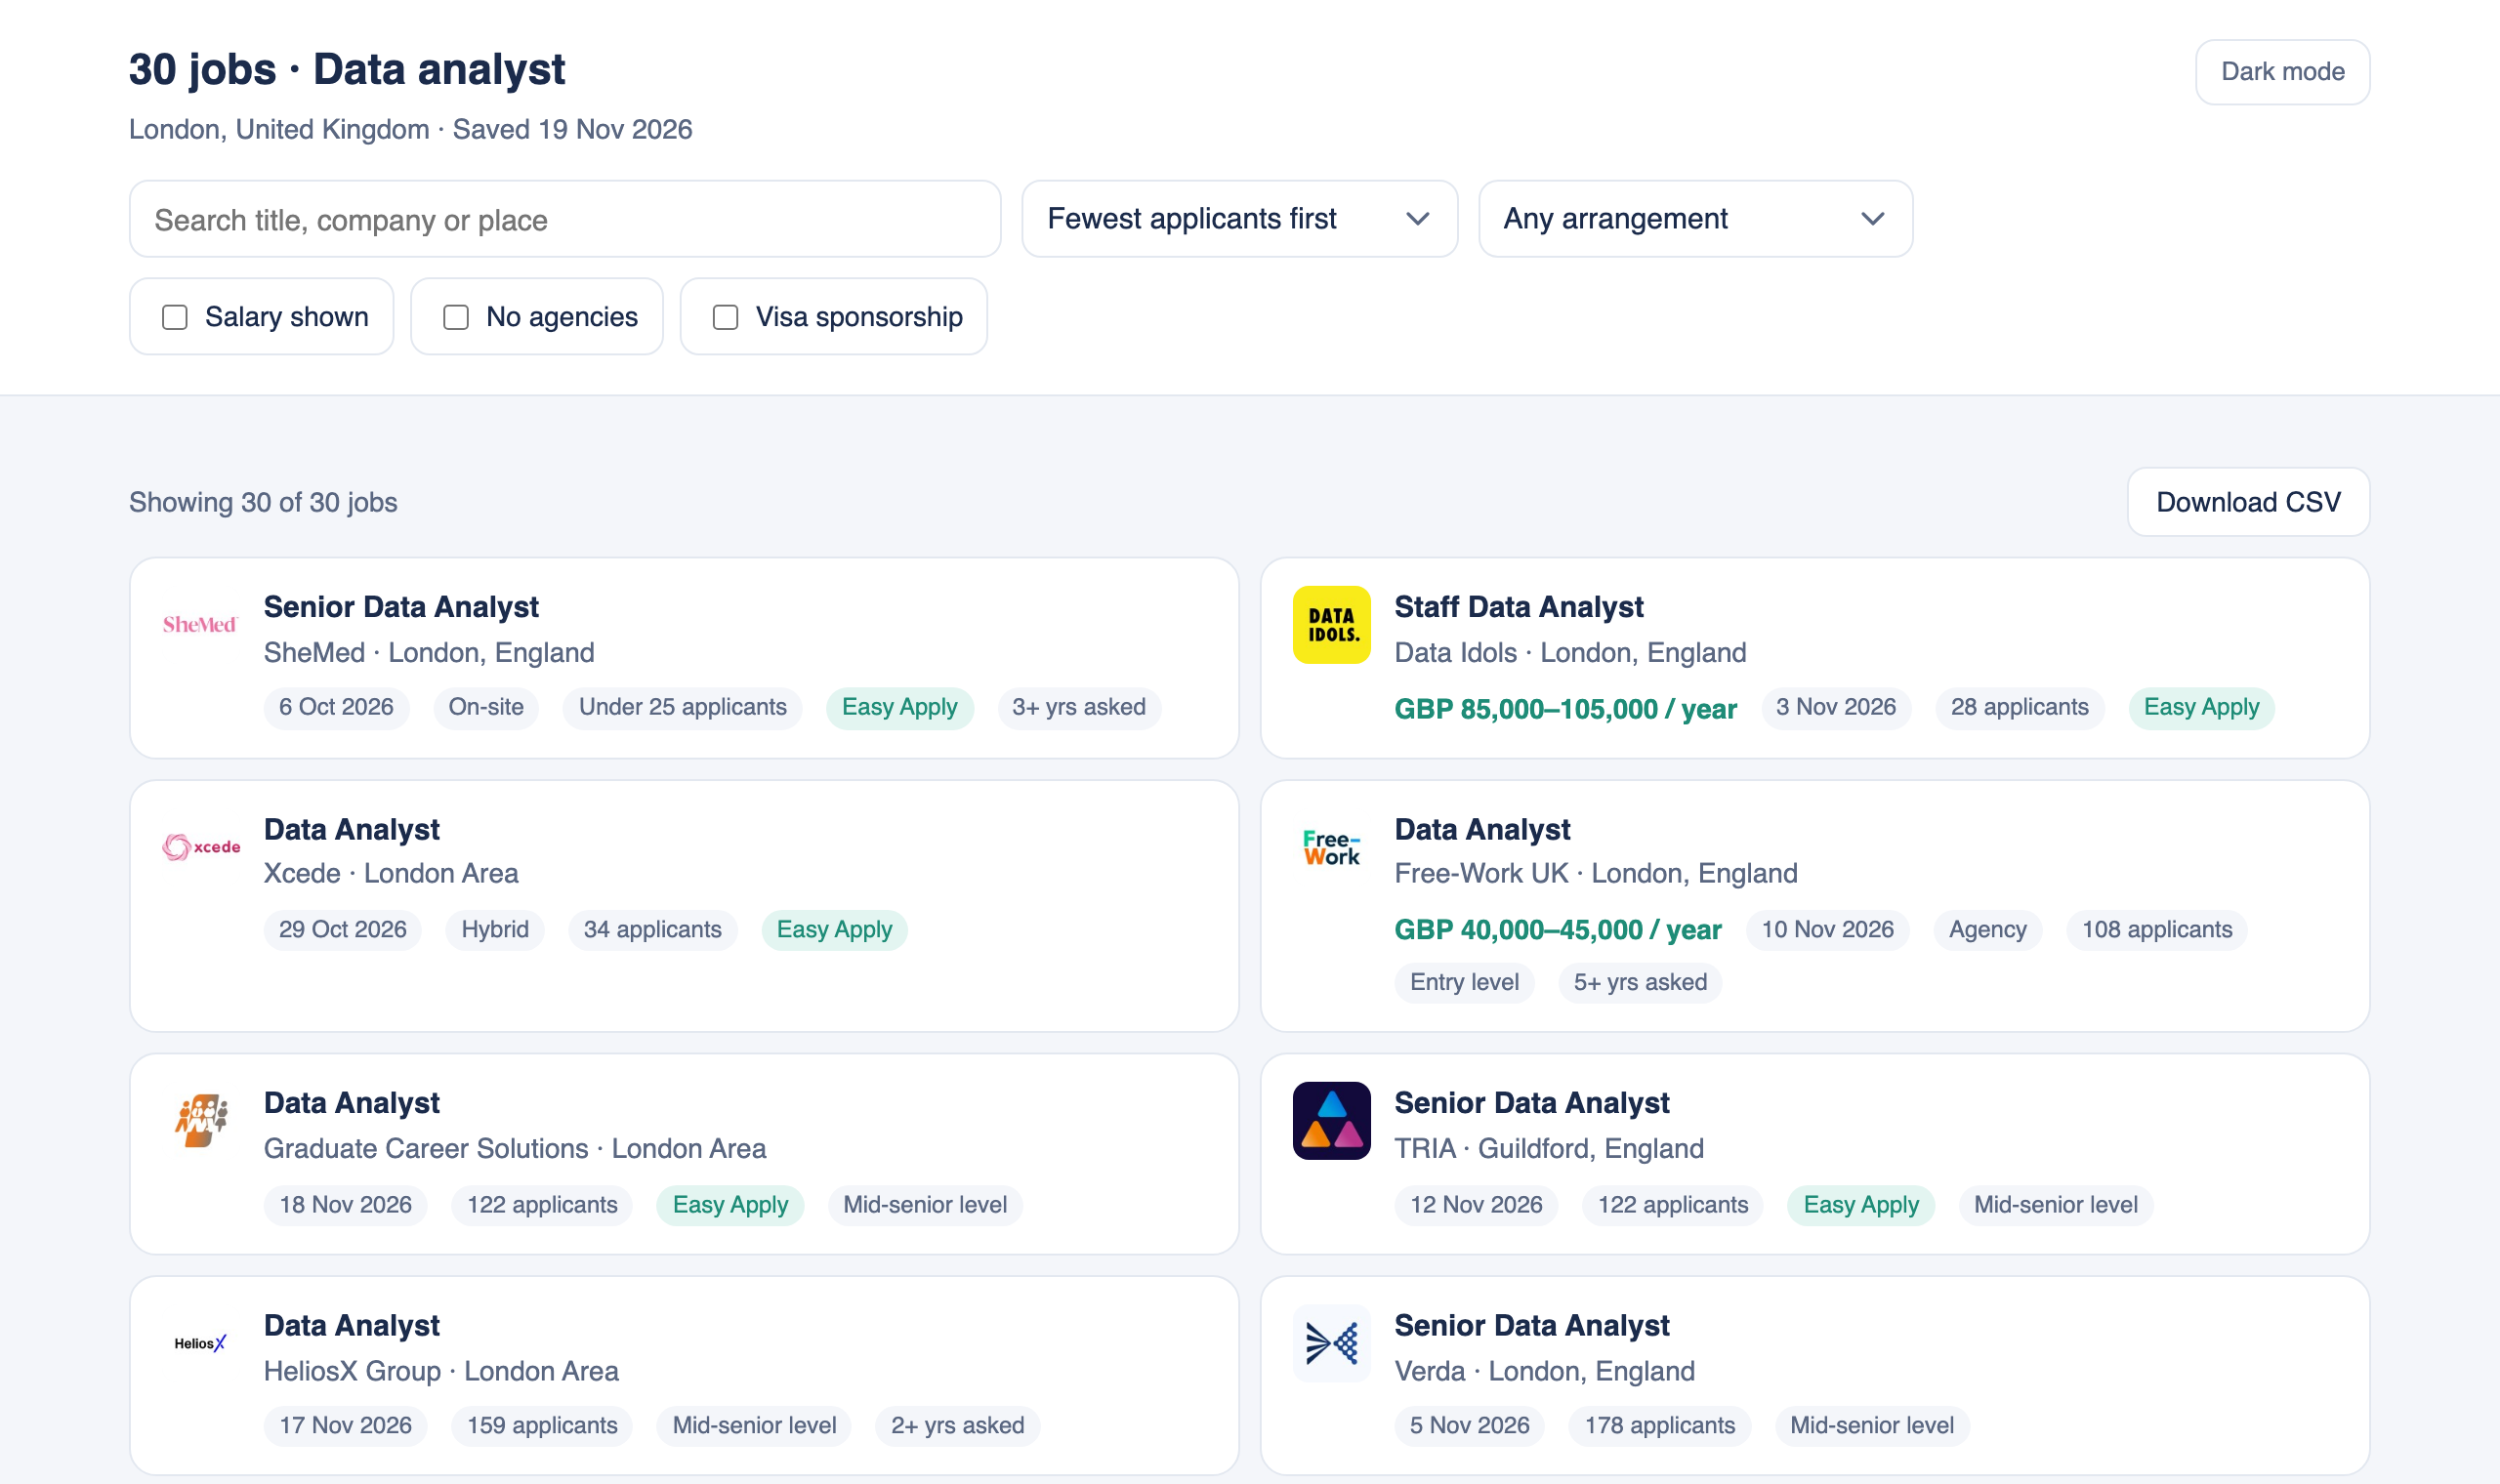 30 jobs · Data analyst
Dark mode
London, United Kingdom · Saved 19 Nov 2026
Search title, company or place
Fewest applicants first
Any arrangement
Salary shown
No agencies
Visa sponsorship
Showing 30 of 30 jobs
Download CSV
SheMed
Senior Data Analyst
SheMed · London, England
6 Oct 2026 On-site Under 25 applicants Easy Apply 3+ yrs asked
DATA
IDOLS.
Staff Data Analyst
Data Idols · London, England
GBP 85,000–105,000 / year 3 Nov 2026 28 applicants Easy Apply
xcede
Data Analyst
Xcede · London Area
29 Oct 2026 Hybrid 34 applicants Easy Apply
Free-
Work
Data Analyst
Free-Work UK · London, England
GBP 40,000–45,000 / year 10 Nov 2026 Agency 108 applicants
Entry level 5+ yrs asked
Data Analyst
Graduate Career Solutions · London Area
18 Nov 2026 122 applicants Easy Apply Mid-senior level
Senior Data Analyst
TRIA · Guildford, England
12 Nov 2026 122 applicants Easy Apply Mid-senior level
HeliosX
Data Analyst
HeliosX Group · London Area
17 Nov 2026 159 applicants Mid-senior level 2+ yrs asked
Senior Data Analyst
Verda · London, England
5 Nov 2026 178 applicants Mid-senior level